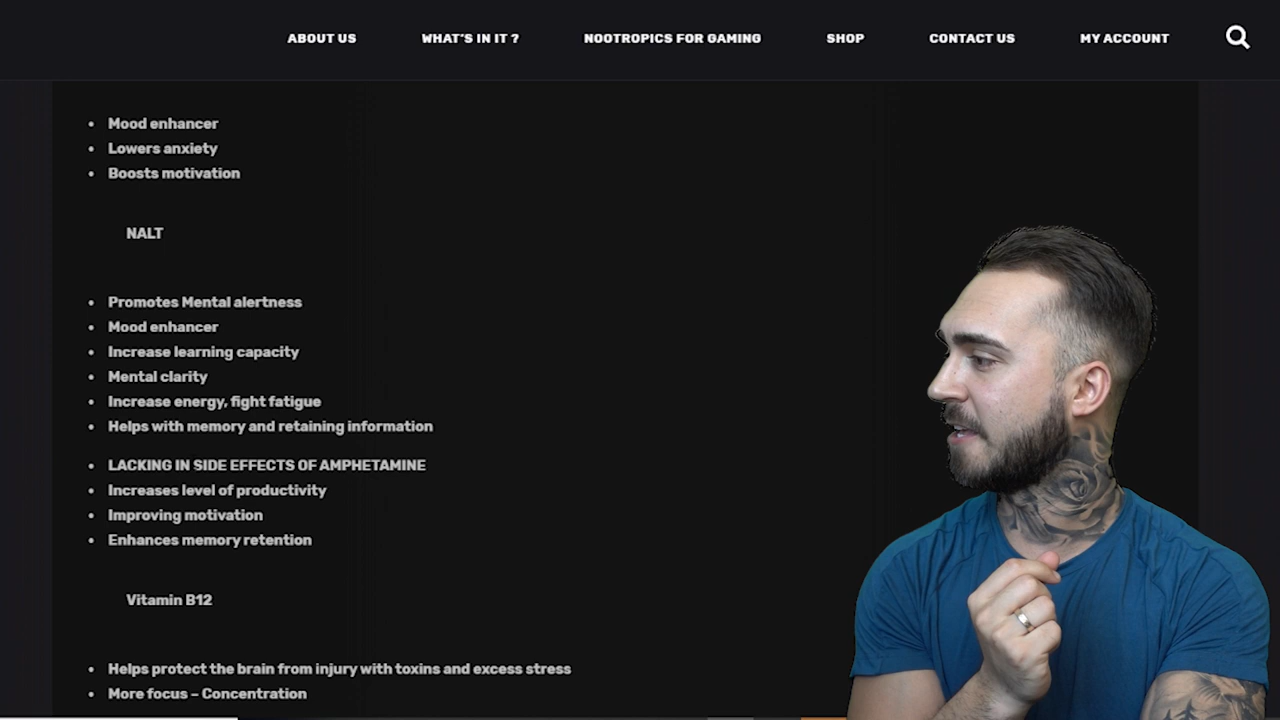 ABOUT US WHAT'S IN IT ? NOOTROPICS FOR GAMING SHOP CONTACT US MY ACCOUNT
• Mood enhancer
• Lowers anxiety
• Boosts motivation
NALT
• Promotes Mental alertness
• Mood enhancer
• Increase learning capacity
• Mental clarity
• Increase energy, fight fatigue
• Helps with memory and retaining information
• LACKING IN SIDE EFFECTS OF AMPHETAMINE
• Increases level of productivity
• Improving motivation
• Enhances memory retention
Vitamin B12
• Helps protect the brain from injury with toxins and excess stress
• More focus – Concentration